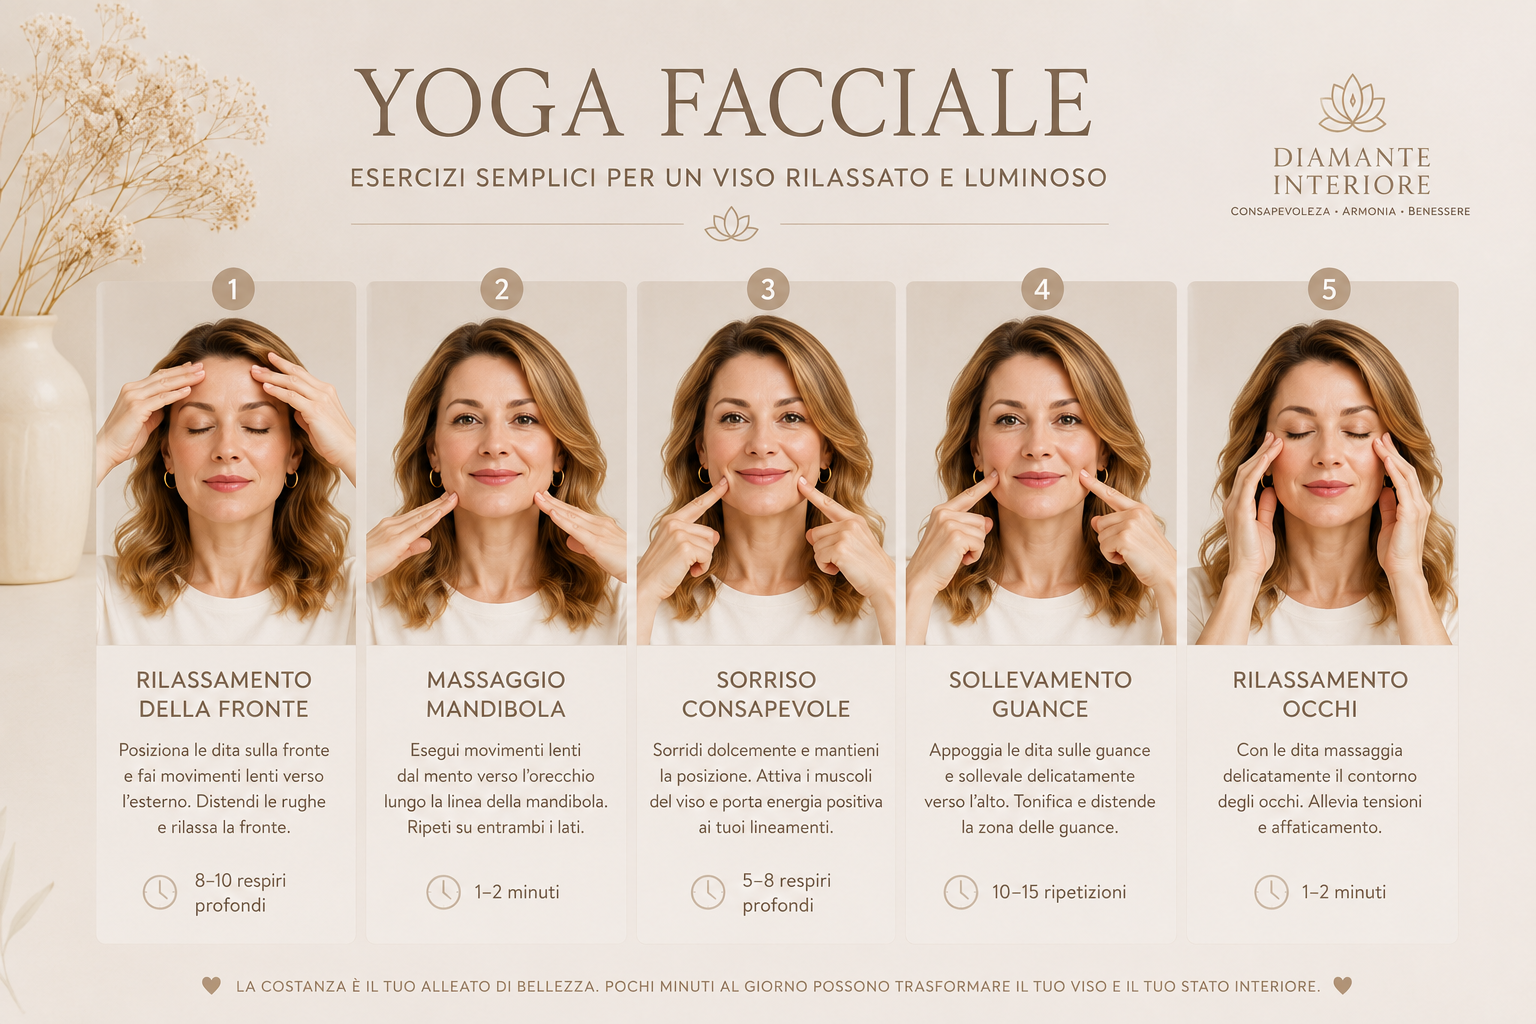 YOGA FACCIALE
ESERCIZI SEMPLICI PER UN VISO RILASSATO E LUMINOSO
DIAMANTE
INTERIORE
CONSAPEVOLEZA • ARMONIA • BENESSERE
1
RILASSAMENTO
DELLA FRONTE
Posiziona le dita sulla fronte
e fai movimenti lenti verso
l'esterno. Distendi le rughe
e rilassa la fronte.
8–10 respiri
profondi
2
MASSAGGIO
MANDIBOLA
Esegui movimenti lenti
dal mento verso l'orecchio
lungo la linea della mandibola.
Ripeti su entrambi i lati.
1–2 minuti
3
SORRISO
CONSAPEVOLE
Sorridi dolcemente e mantieni
la posizione. Attiva i muscoli
del viso e porta energia positiva
ai tuoi lineamenti.
5–8 respiri
profondi
4
SOLLEVAMENTO
GUANCE
Appoggia le dita sulle guance
e sollevale delicatamente
verso l'alto. Tonifica e distende
la zona delle guance.
10–15 ripetizioni
5
RILASSAMENTO
OCCHI
Con le dita massaggia
delicatamente il contorno
degli occhi. Allevia tensioni
e affaticamento.
1–2 minuti
LA COSTANZA È IL TUO ALLEATO DI BELLEZZA. POCHI MINUTI AL GIORNO POSSONO TRASFORMARE IL TUO VISO E IL TUO STATO INTERIORE.